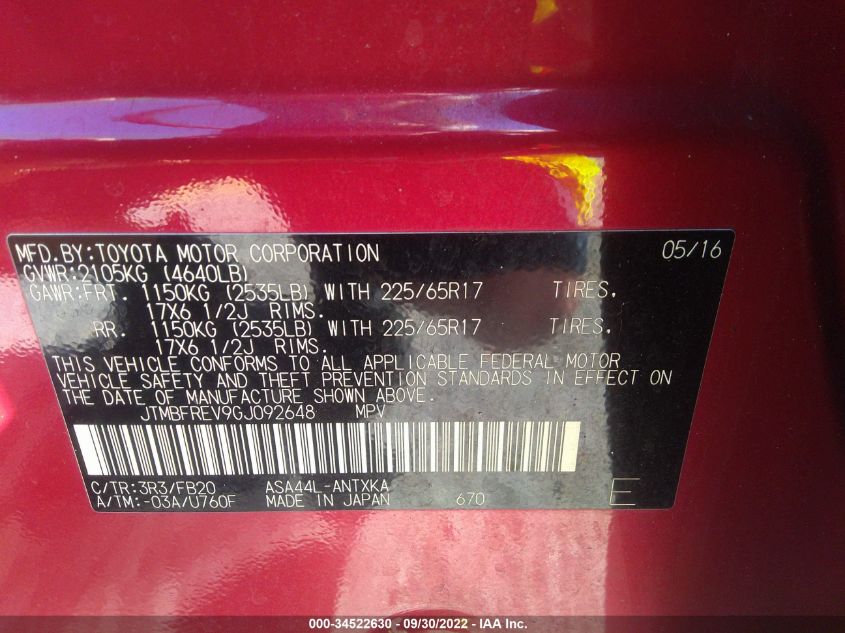 MFD.BY:TOYOTA MOTOR CORPORATION 05/16
GVWR:2105KG (4640LB)
GAWR:FRT. 1150KG (2535LB) WITH 225/65R17 TIRES,
17X6 1/2J RIMS.
RR. 1150KG (2535LB) WITH 225/65R17 TIRES,
17X6 1/2J RIMS.
THIS VEHICLE CONFORMS TO ALL APPLICABLE FEDERAL MOTOR
VEHICLE SAFETY AND THEFT PREVENTION STANDARDS IN EFFECT ON
THE DATE OF MANUFACTURE SHOWN ABOVE.
JTMBFREV9GJ092648 MPV
C/TR:3R3/FB20 ASA44L-ANTXKA
A/TM:-03A/U760F MADE IN JAPAN 670 E
000-34522630 - 09/30/2022 - IAA Inc.